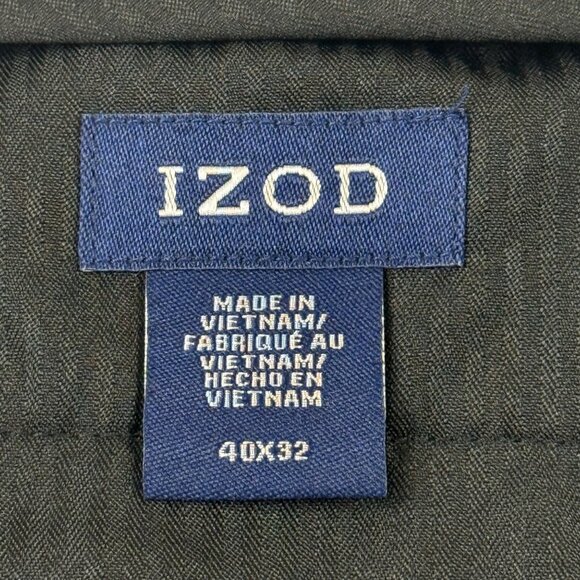 IZOD
MADE IN
VIETNAM/
FABRIQUÉ AU
VIETNAM/
HECHO EN
VIETNAM
40X32